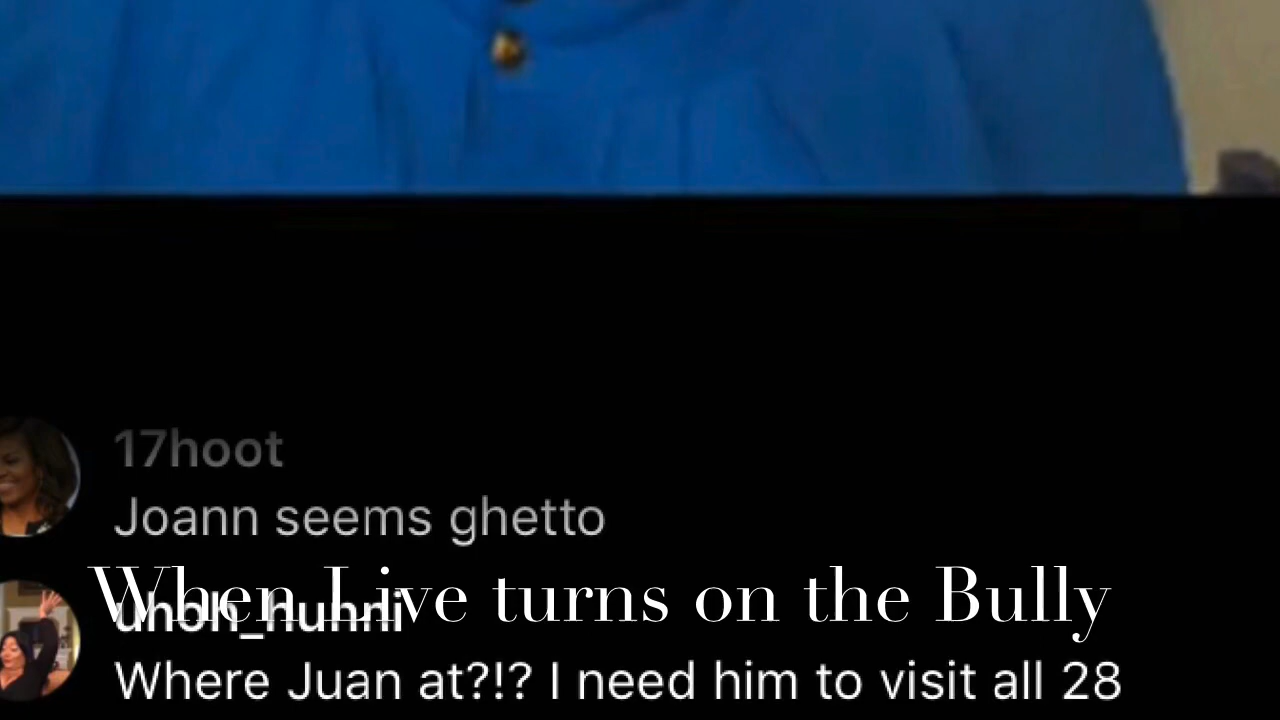 17hoot
Joann seems ghetto
When Live turns on the Bully
uhoh_hunni
Where Juan at?!? I need him to visit all 28